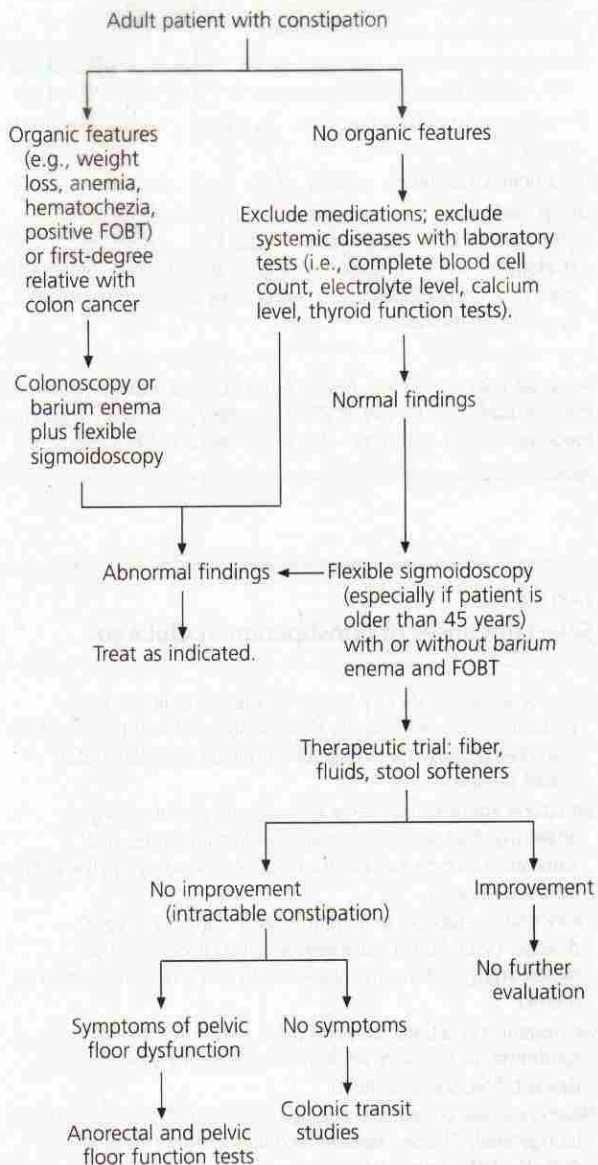 Adult patient with constipation
Organic features
(e.g., weight
loss, anemia,
hematochezia,
positive FOBT)
or first-degree
relative with
colon cancer
No organic features
Exclude medications; exclude
systemic diseases with laboratory
tests (i.e., complete blood cell
count, electrolyte level, calcium
level, thyroid function tests).
Colonoscopy or
barium enema
plus flexible
sigmoidoscopy
Normal findings
Abnormal findings
Flexible sigmoidoscopy
(especially if patient is
older than 45 years)
with or without barium
enema and FOBT
Treat as indicated.
Therapeutic trial: fiber,
fluids, stool softeners
No improvement
(intractable constipation)
Improvement
No further
evaluation
Symptoms of pelvic
floor dysfunction
No symptoms
Anorectal and pelvic
floor function tests
Colonic transit
studies